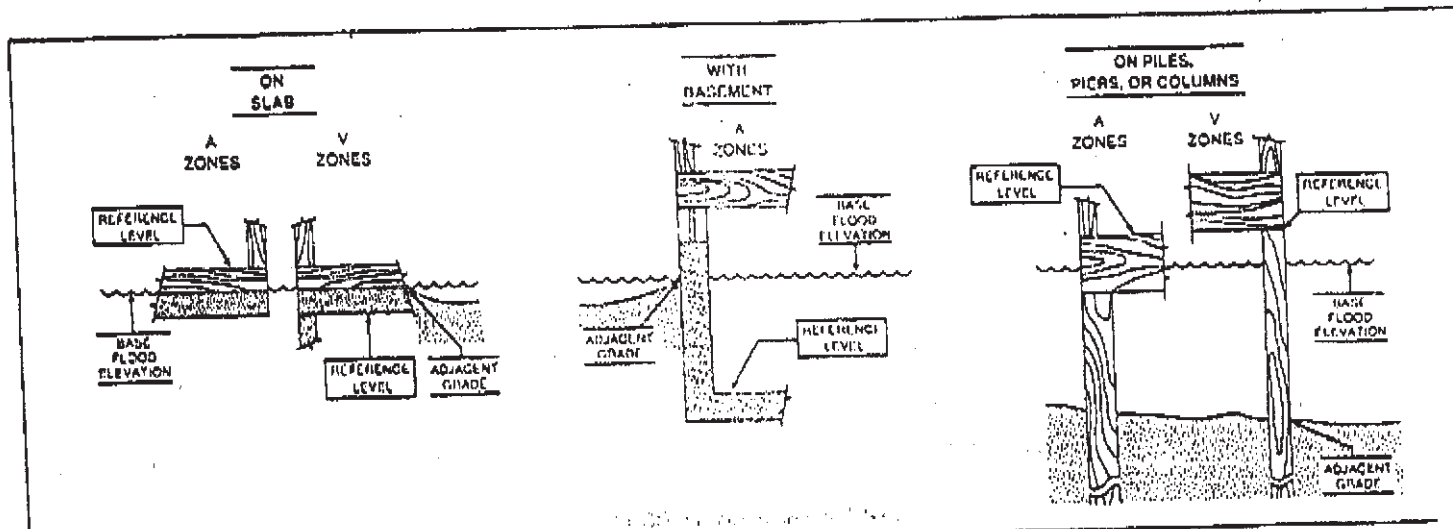 ON
SLAB
A
ZONES
V
ZONES
REFERENCE
LEVEL
BASE
FLOOD
ELEVATION
REFERENCE
LEVEL
ADJACENT
GRADE
WITH
BASEMENT
A
ZONES
BASE
FLOOD
ELEVATION
ADJACENT
GRADE
REFERENCE
LEVEL
ON PILES,
PIERS, OR COLUMNS
A
ZONES
V
ZONES
REFERENCE
LEVEL
REFERENCE
LEVEL
BASE
FLOOD
ELEVATION
ADJACENT
GRADE